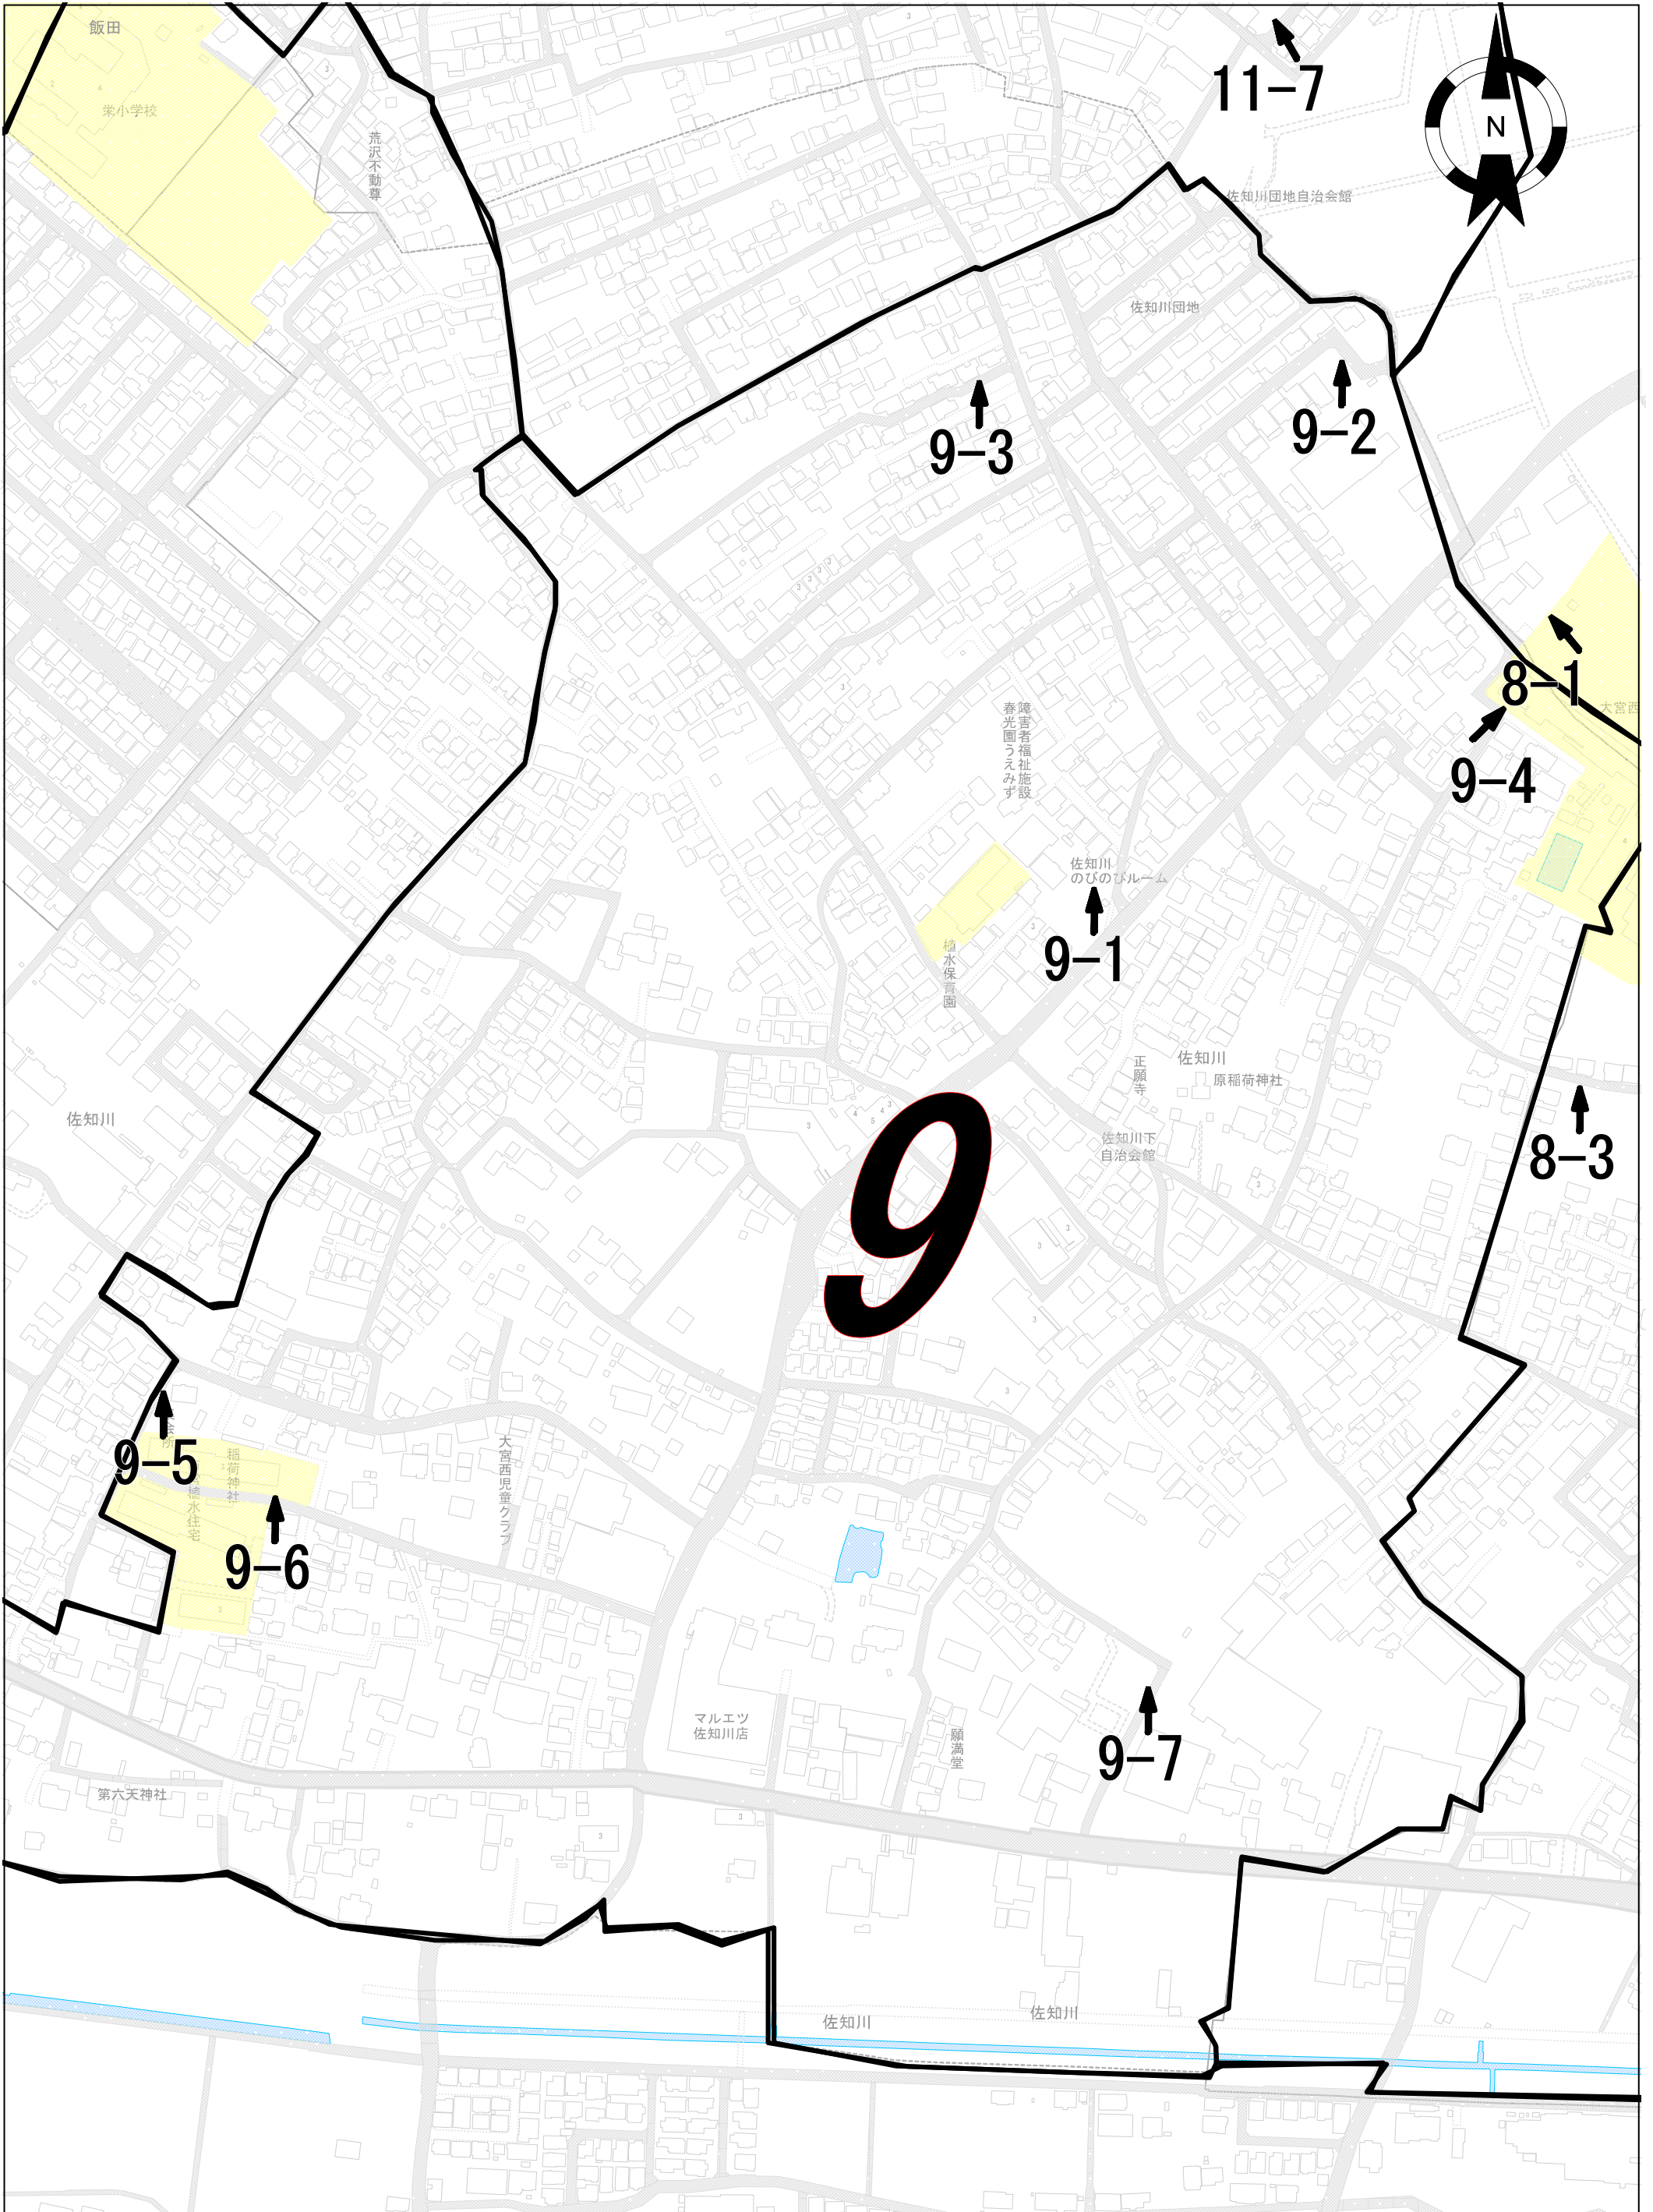 飯田
栄小学校
荒沢不動尊
11-7
N
佐知川団地自治会館
佐知川団地
9-3
9-2
8-1
大宮西
9-4
障害者福祉施設
春光園うえみず
佐知川
のびのびルーム
9-1
植水保育園
佐知川
正願寺
原稲荷神社
佐知川
佐知川下
自治会館
8-3
9
9-5
稲荷神社
植水住宅
大宮西児童クラブ
9-6
マルエツ
佐知川店
願満堂
9-7
第六天神社
佐知川
佐知川